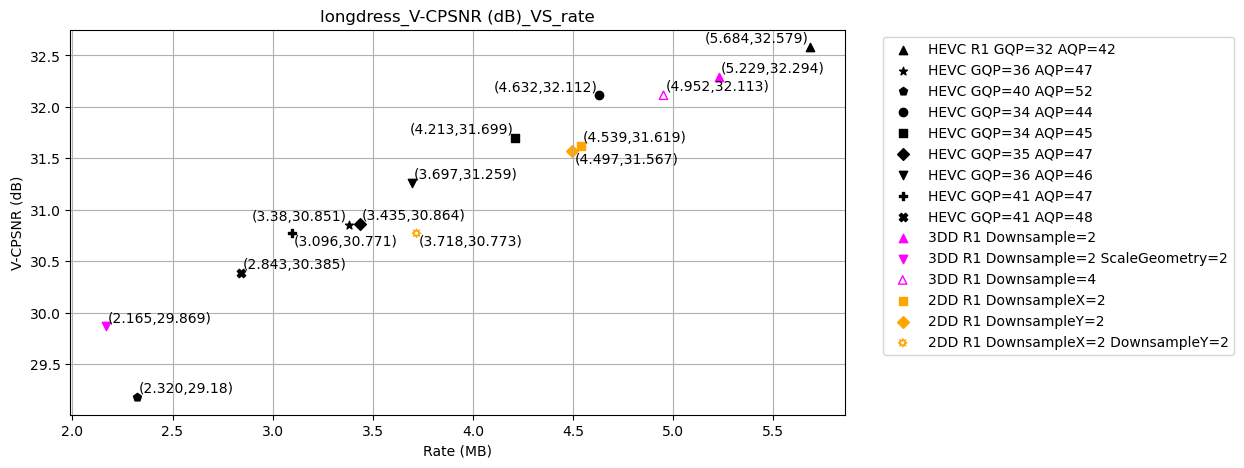 longdress_V-CPSNR (dB)_VS_rate
V-CPSNR (dB)
32.5
32.0
31.5
31.0
30.5
30.0
29.5
(5.684,32.579)
(5.229,32.294)
(4.632,32.112)
(4.952,32.113)
(4.213,31.699)
(4.539,31.619)
(4.497,31.567)
(3.697,31.259)
(3.38,30.851)
(3.435,30.864)
(3.096,30.771)
(3.718,30.773)
(2.843,30.385)
(2.165,29.869)
(2.320,29.18)
2.0 2.5 3.0 3.5 4.0 4.5 5.0 5.5
Rate (MB)
HEVC R1 GQP=32 AQP=42
HEVC GQP=36 AQP=47
HEVC GQP=40 AQP=52
HEVC GQP=34 AQP=44
HEVC GQP=34 AQP=45
HEVC GQP=35 AQP=47
HEVC GQP=36 AQP=46
HEVC GQP=41 AQP=47
HEVC GQP=41 AQP=48
3DD R1 Downsample=2
3DD R1 Downsample=2 ScaleGeometry=2
3DD R1 Downsample=4
2DD R1 DownsampleX=2
2DD R1 DownsampleY=2
2DD R1 DownsampleX=2 DownsampleY=2